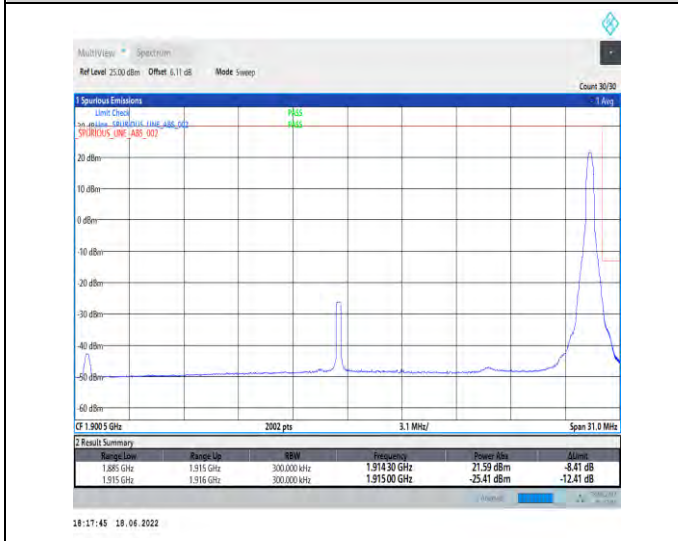 MultiView Spectrum
Ref Level 25.00 dBm Offset 6.11 dB Mode Sweep
Count 30/30
1 Spurious Emissions 1 Avg
Limit Check PASS
Line SPURIOUS_LINE_ABS_002 PASS
SPURIOUS_LINE_ABS_002
20 dBm
10 dBm
0 dBm
-10 dBm
-20 dBm
-30 dBm
-40 dBm
-50 dBm
-60 dBm
CF 1.900 5 GHz 2002 pts 3.1 MHz/ Span 31.0 MHz
2 Result Summary
Range Low Range Up RBW Frequency Power Abs ΔLimit
1.885 GHz 1.915 GHz 300.000 kHz 1.914 30 GHz 21.59 dBm -8.41 dB
1.915 GHz 1.916 GHz 300.000 kHz 1.915 00 GHz -25.41 dBm -12.41 dB
18:17:45 18.06.2022